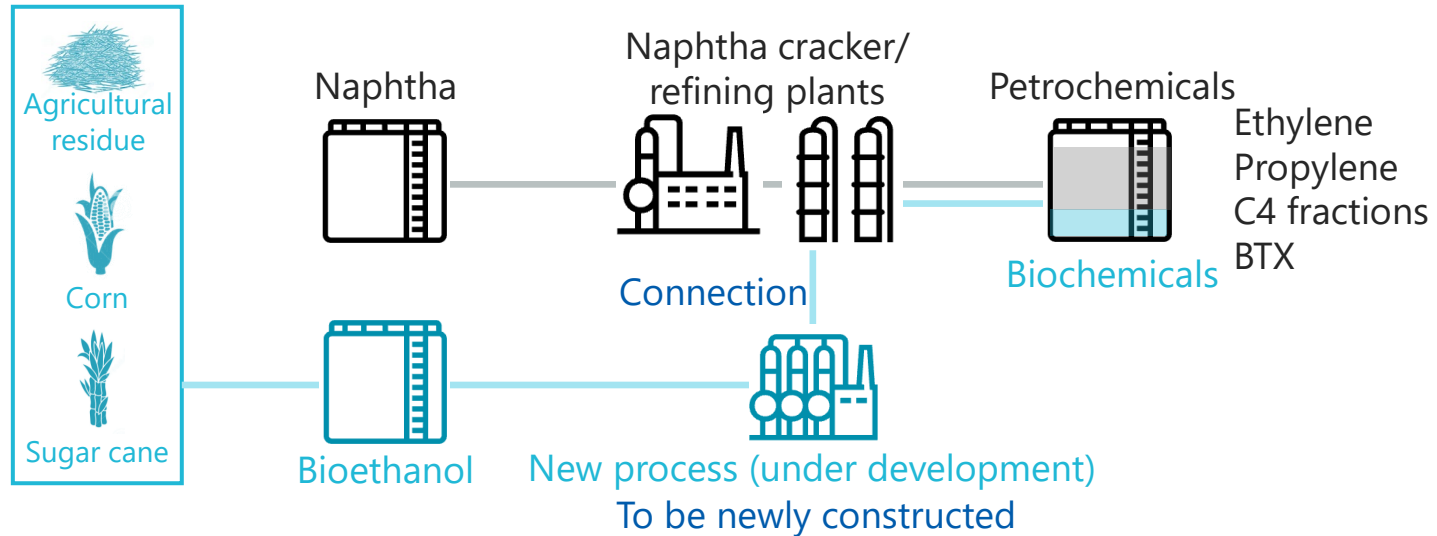 Agricultural
residue
Corn
Sugar cane
Naphtha
Naphtha cracker/
refining plants
Petrochemicals
Ethylene
Propylene
C4 fractions
BTX
Biochemicals
Connection
Bioethanol
New process (under development)
To be newly constructed